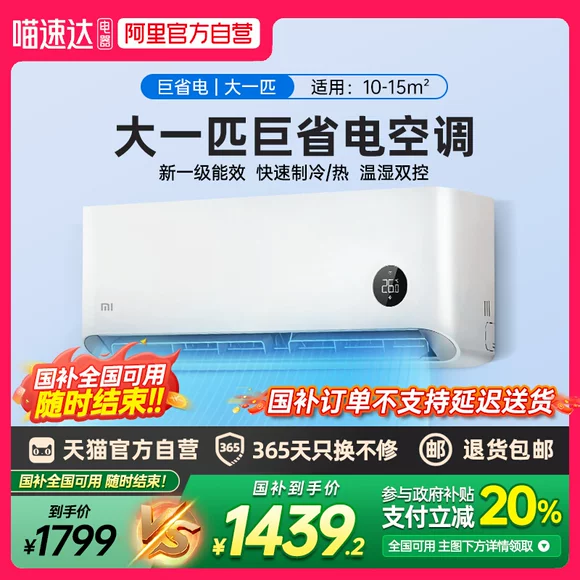 喵速达电器 阿里官方自营
巨省电 | 大一匹 适用：10-15m²
大一匹巨省电空调
新一级能效 快速制冷/热 温湿双控
26
国补全国可用
随时结束!!
国补订单不支持延迟送货
天猫官方自营 365 365天只换不修 邮 退货包邮
国补全国可用 随时结束！
到手价
¥1799
VS
国补到手价
¥1439.2
参与政府补贴
支付立减 20%
全国可用 主图下方详情领取